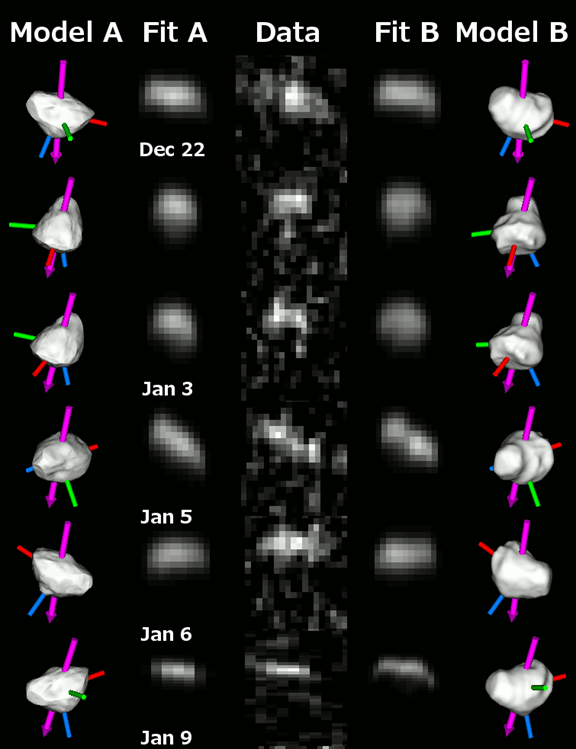 Model A Fit A Data Fit B Model B
Dec 22
Jan 3
Jan 5
Jan 6
Jan 9